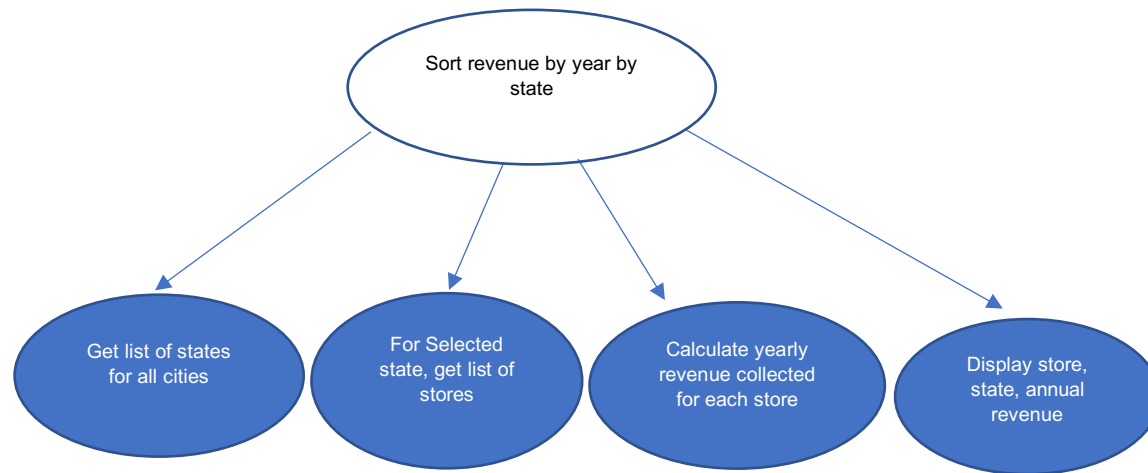 Sort revenue by year by
state
Get list of states
for all cities
For Selected
state, get list of
stores
Calculate yearly
revenue collected
for each store
Display store,
state, annual
revenue